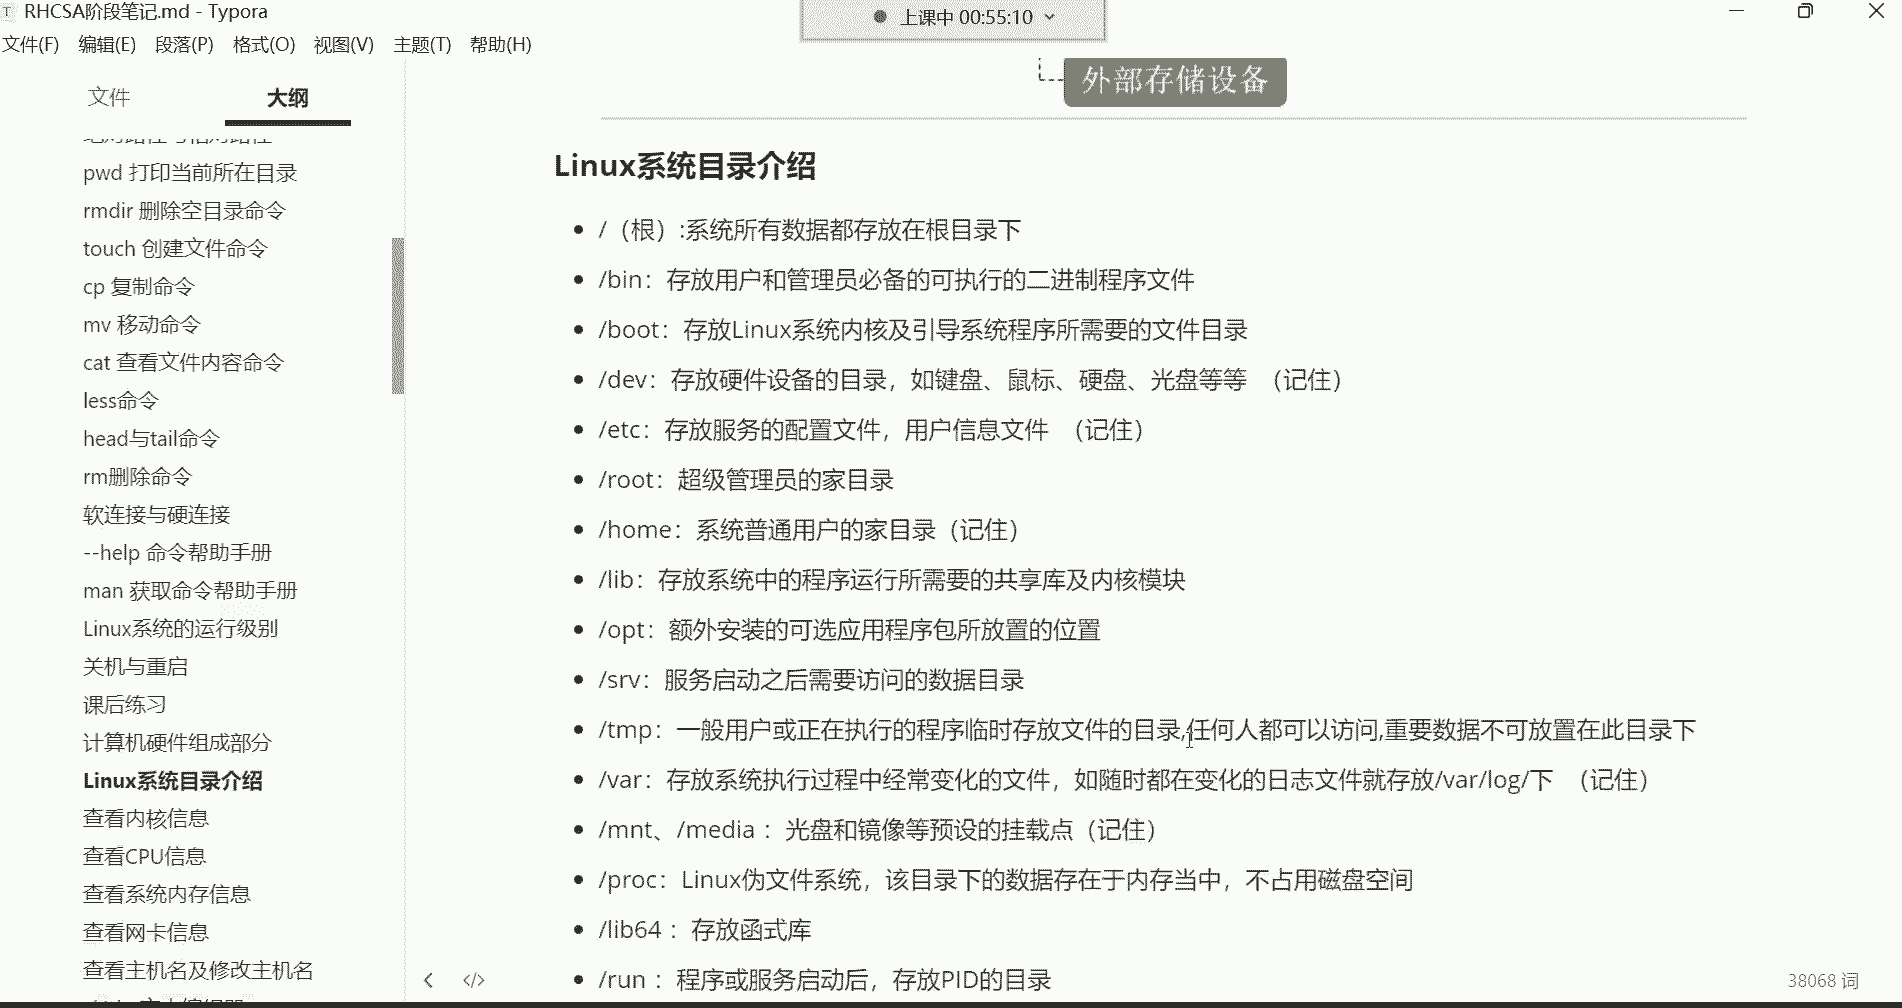 RHCSA阶段笔记.md - Typora
上课中 00:55:10
文件(F) 编辑(E) 段落(P) 格式(O) 视图(V) 主题(T) 帮助(H)
文件 大纲
pwd 打印当前所在目录
rmdir 删除空目录命令
touch 创建文件命令
cp 复制命令
mv 移动命令
cat 查看文件内容命令
less命令
head与tail命令
rm删除命令
软连接与硬连接
--help 命令帮助手册
man 获取命令帮助手册
Linux系统的运行级别
关机与重启
课后练习
计算机硬件组成部分
Linux系统目录介绍
查看内核信息
查看CPU信息
查看系统内存信息
查看网卡信息
查看主机名及修改主机名
外部存储设备
Linux系统目录介绍
/（根）:系统所有数据都存放在根目录下
/bin：存放用户和管理员必备的可执行的二进制程序文件
/boot：存放Linux系统内核及引导系统程序所需要的文件目录
/dev：存放硬件设备的目录，如键盘、鼠标、硬盘、光盘等等 （记住）
/etc：存放服务的配置文件，用户信息文件 （记住）
/root：超级管理员的家目录
/home：系统普通用户的家目录（记住）
/lib：存放系统中的程序运行所需要的共享库及内核模块
/opt：额外安装的可选应用程序包所放置的位置
/srv：服务启动之后需要访问的数据目录
/tmp：一般用户或正在执行的程序临时存放文件的目录,任何人都可以访问,重要数据不可放置在此目录下
/var：存放系统执行过程中经常变化的文件，如随时都在变化的日志文件就存放/var/log/下 （记住）
/mnt、/media ：光盘和镜像等预设的挂载点（记住）
/proc：Linux伪文件系统，该目录下的数据存在于内存当中，不占用磁盘空间
/lib64 ：存放函式库
/run ：程序或服务启动后，存放PID的目录
38068 词